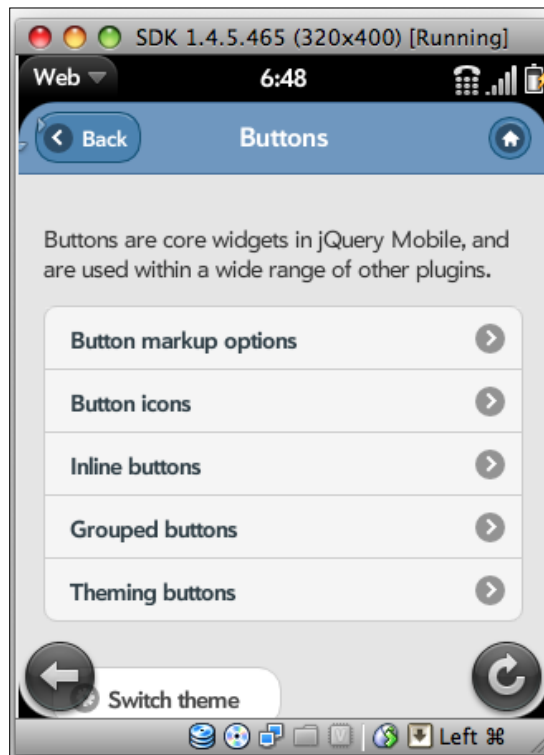 SDK 1.4.5.465 (320x400) [Running]
Web 6:48
Back Buttons
Buttons are core widgets in jQuery Mobile, and
are used within a wide range of other plugins.
Button markup options
Button icons
Inline buttons
Grouped buttons
Theming buttons
Switch theme
Left ⌘